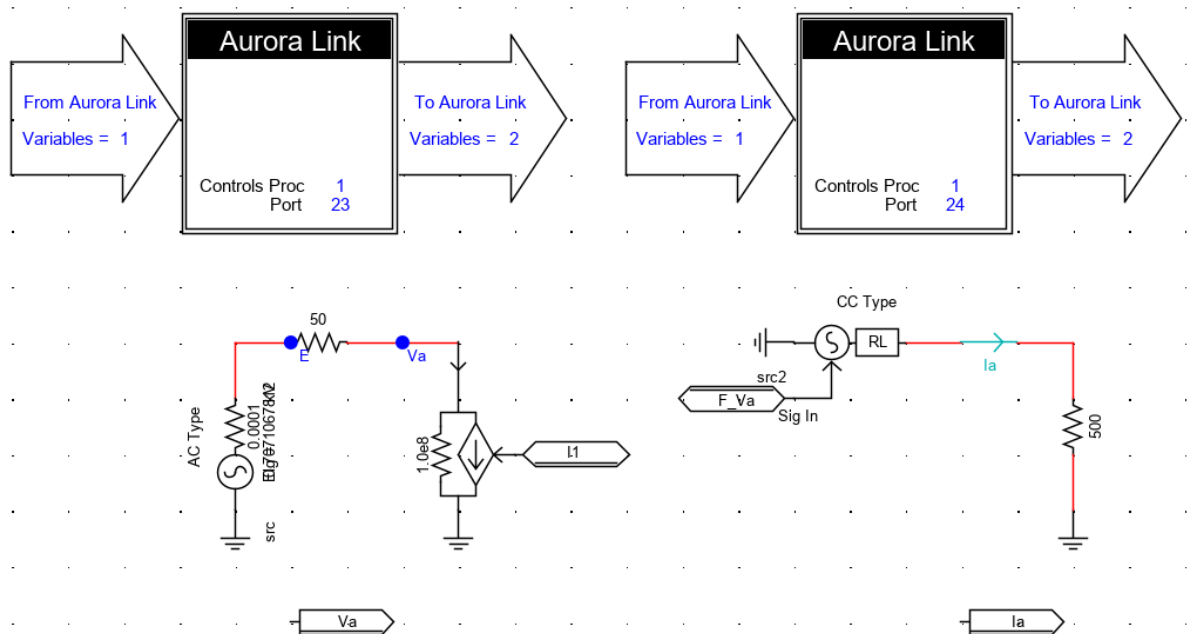 Aurora Link
From Aurora Link
Variables = 1
To Aurora Link
Variables = 2
Controls Proc 1
Port 23
Aurora Link
From Aurora Link
Variables = 1
To Aurora Link
Variables = 2
Controls Proc 1
Port 24
50
E
Va
AC Type
0.0001
src
1.0e8
I1
CC Type
RL
src2
F_Va
Sig In
Ia
500
Va
Ia